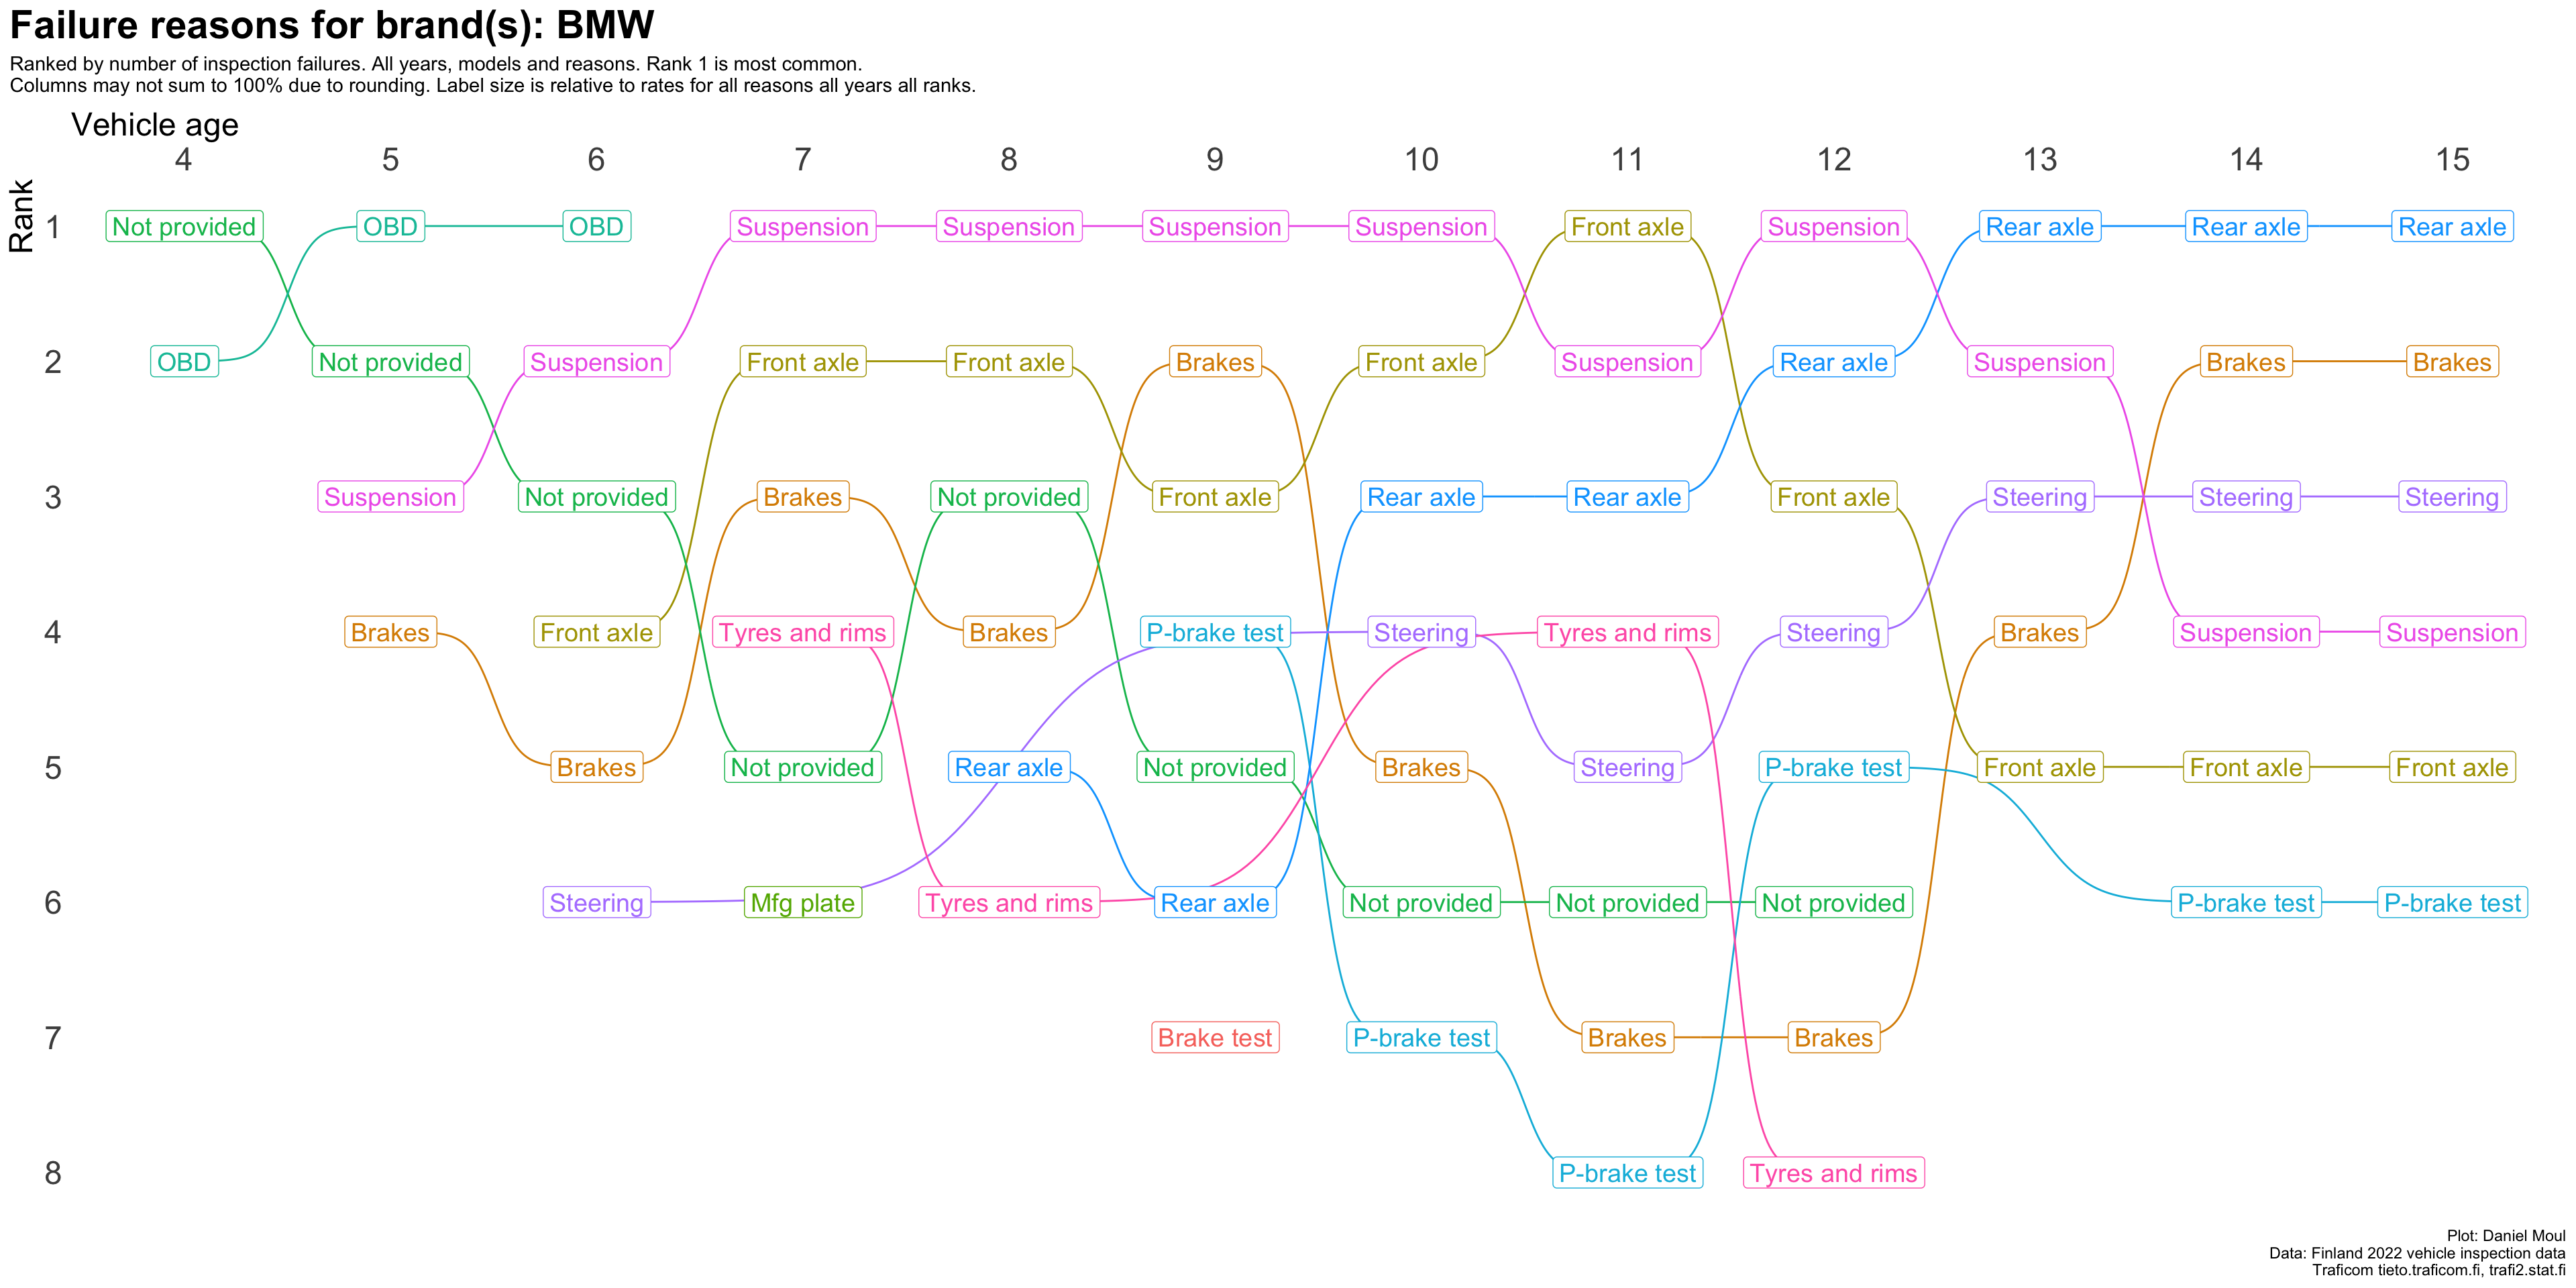 Failure reasons for brand(s): BMW
Ranked by number of inspection failures. All years, models and reasons. Rank 1 is most common.
Columns may not sum to 100% due to rounding. Label size is relative to rates for all reasons all years all ranks.
Vehicle age
4 5 6 7 8 9 10 11 12 13 14 15
Rank
1 Not provided OBD OBD Suspension Suspension Suspension Suspension Front axle Suspension Rear axle Rear axle Rear axle
2 OBD Not provided Suspension Front axle Front axle Brakes Front axle Suspension Rear axle Suspension Brakes Brakes
3 Suspension Not provided Brakes Not provided Front axle Rear axle Rear axle Front axle Steering Steering Steering
4 Brakes Front axle Tyres and rims Brakes P-brake test Steering Tyres and rims Steering Brakes Suspension Suspension
5 Brakes Not provided Rear axle Not provided Brakes Steering P-brake test Front axle Front axle Front axle
6 Steering Mfg plate Tyres and rims Rear axle Not provided Not provided Not provided P-brake test P-brake test
7 Brake test P-brake test Brakes Brakes
8 P-brake test Tyres and rims
Plot: Daniel Moul
Data: Finland 2022 vehicle inspection data
Traficom tieto.traficom.fi, trafi2.stat.fi